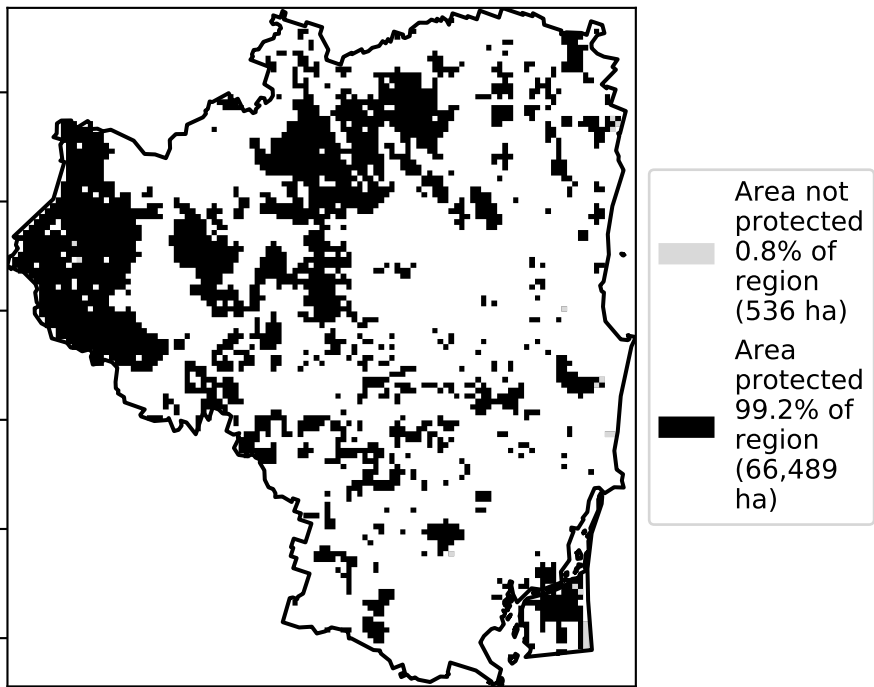 Area not
protected
0.8% of
region
(536 ha)
Area
protected
99.2% of
region
(66,489
ha)